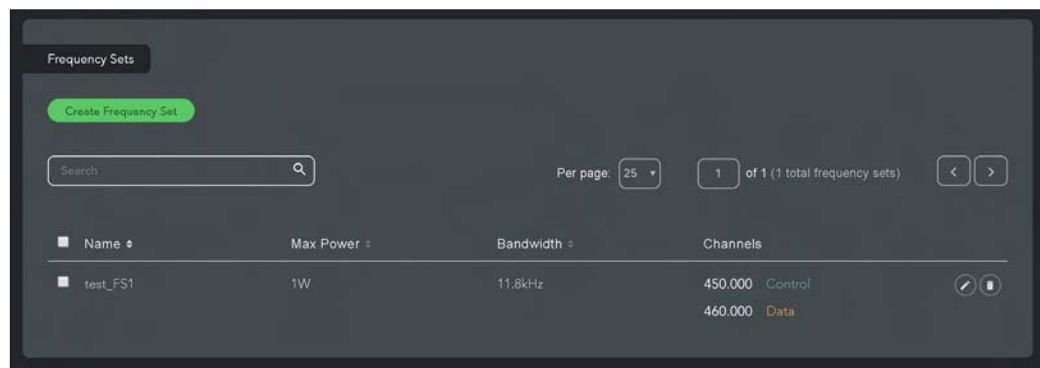 Frequency Sets
Create Frequency Set
Search
Per page: 25 1 of 1 (1 total frequency sets)
Name Max Power Bandwidth Channels
test_FS1 1W 11.8kHz 450.000 Control
460.000 Data